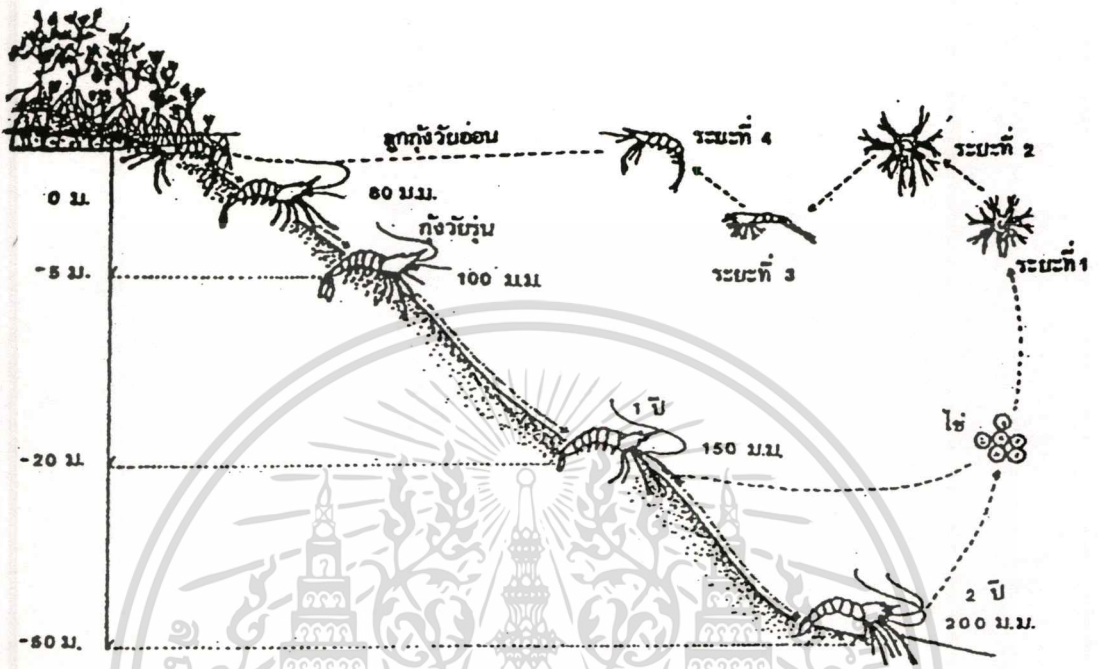 ลูกกุ้งวัยอ่อน
ระยะที่ 4
ระยะที่ 2
0 ม.
80 ม.ม.
ระยะที่ 3
ระยะที่1
กุ้งวัยรุ่น
-5 ม.
100 ม.ม.
1 ปี
ไข่
-20 ม.
150 ม.ม.
2 ปี
200 ม.ม.
-50 ม.